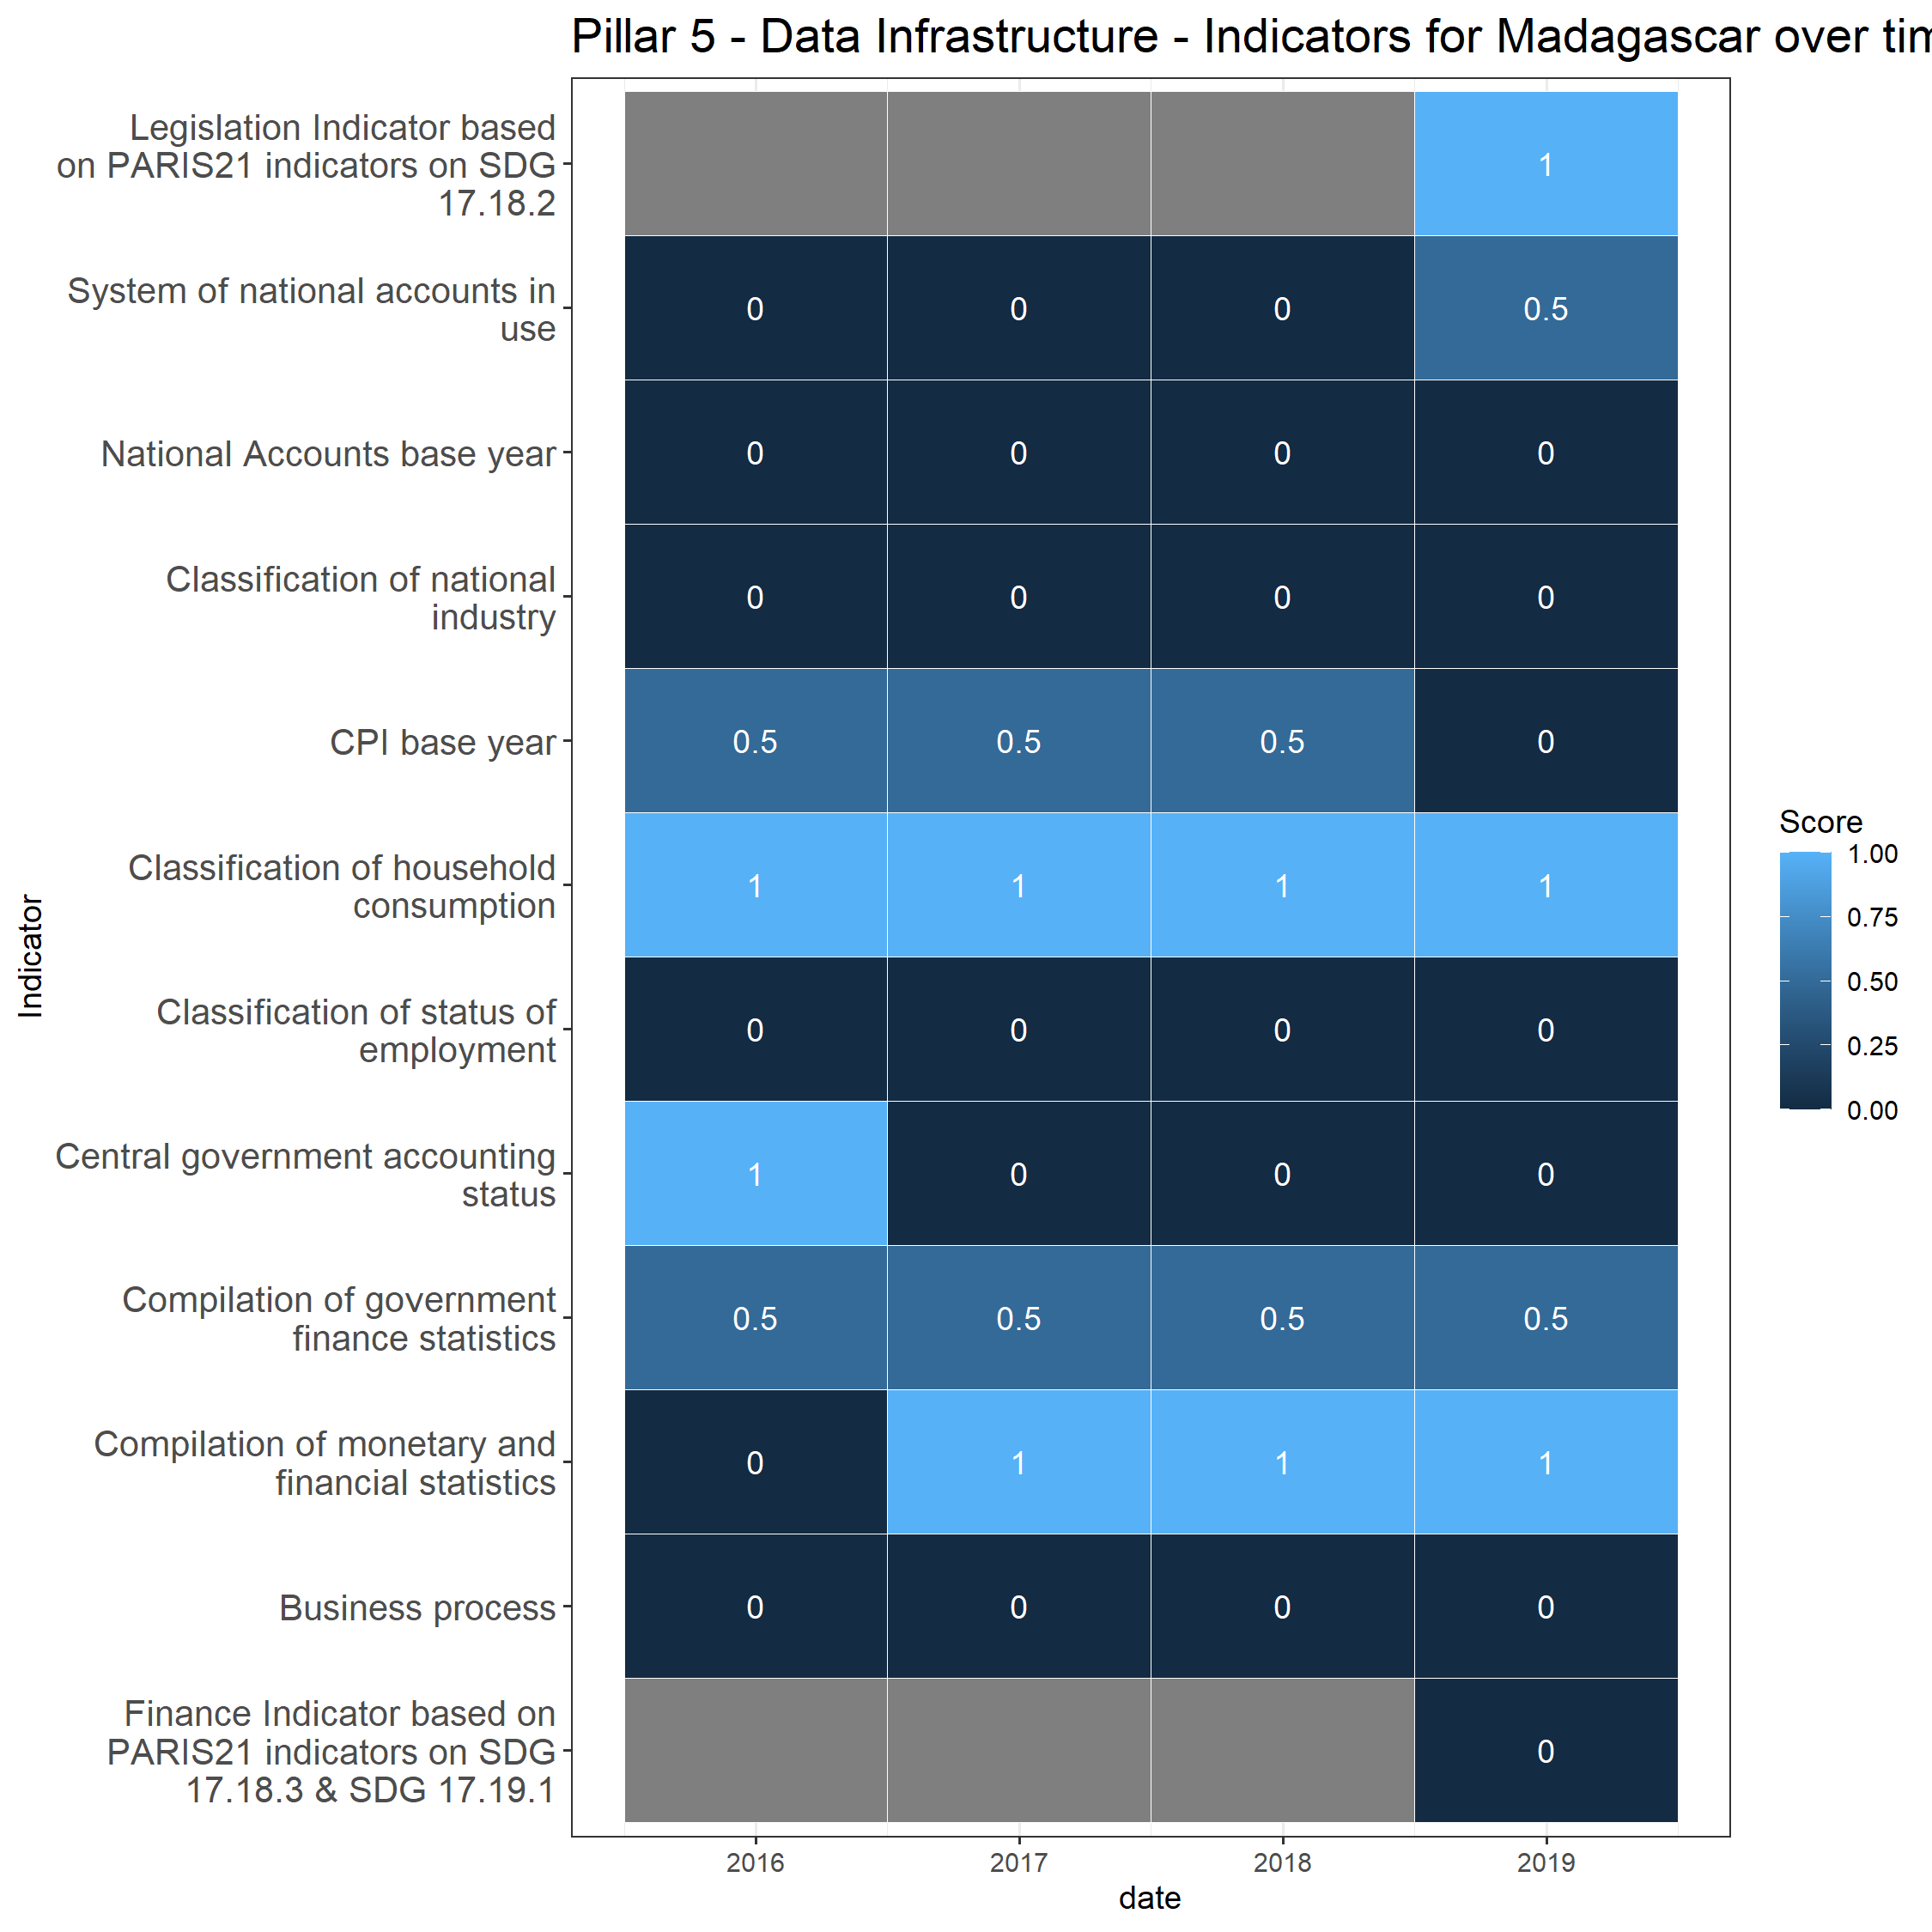 Pillar 5 - Data Infrastructure - Indicators for Madagascar over tim
Legislation Indicator based
on PARIS21 indicators on SDG
17.18.2
1
System of national accounts in
use
0 0 0 0.5
National Accounts base year
0 0 0 0
Classification of national
industry
0 0 0 0
CPI base year
0.5 0.5 0.5 0
Classification of household
consumption
1 1 1 1
Classification of status of
employment
0 0 0 0
Central government accounting
status
1 0 0 0
Compilation of government
finance statistics
0.5 0.5 0.5 0.5
Compilation of monetary and
financial statistics
0 1 1 1
Business process
0 0 0 0
Finance Indicator based on
PARIS21 indicators on SDG
17.18.3 & SDG 17.19.1
0
2016 2017 2018 2019
date
Indicator
Score
1.00
0.75
0.50
0.25
0.00